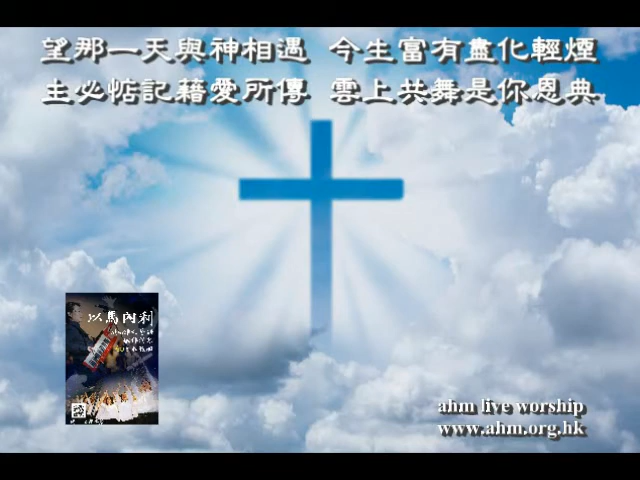 望那一天與神相遇 今生富有盡化輕煙
主必惦記藉愛所傳 雲上共舞是你恩典
以馬內利
ahm live worship
www.ahm.org.hk